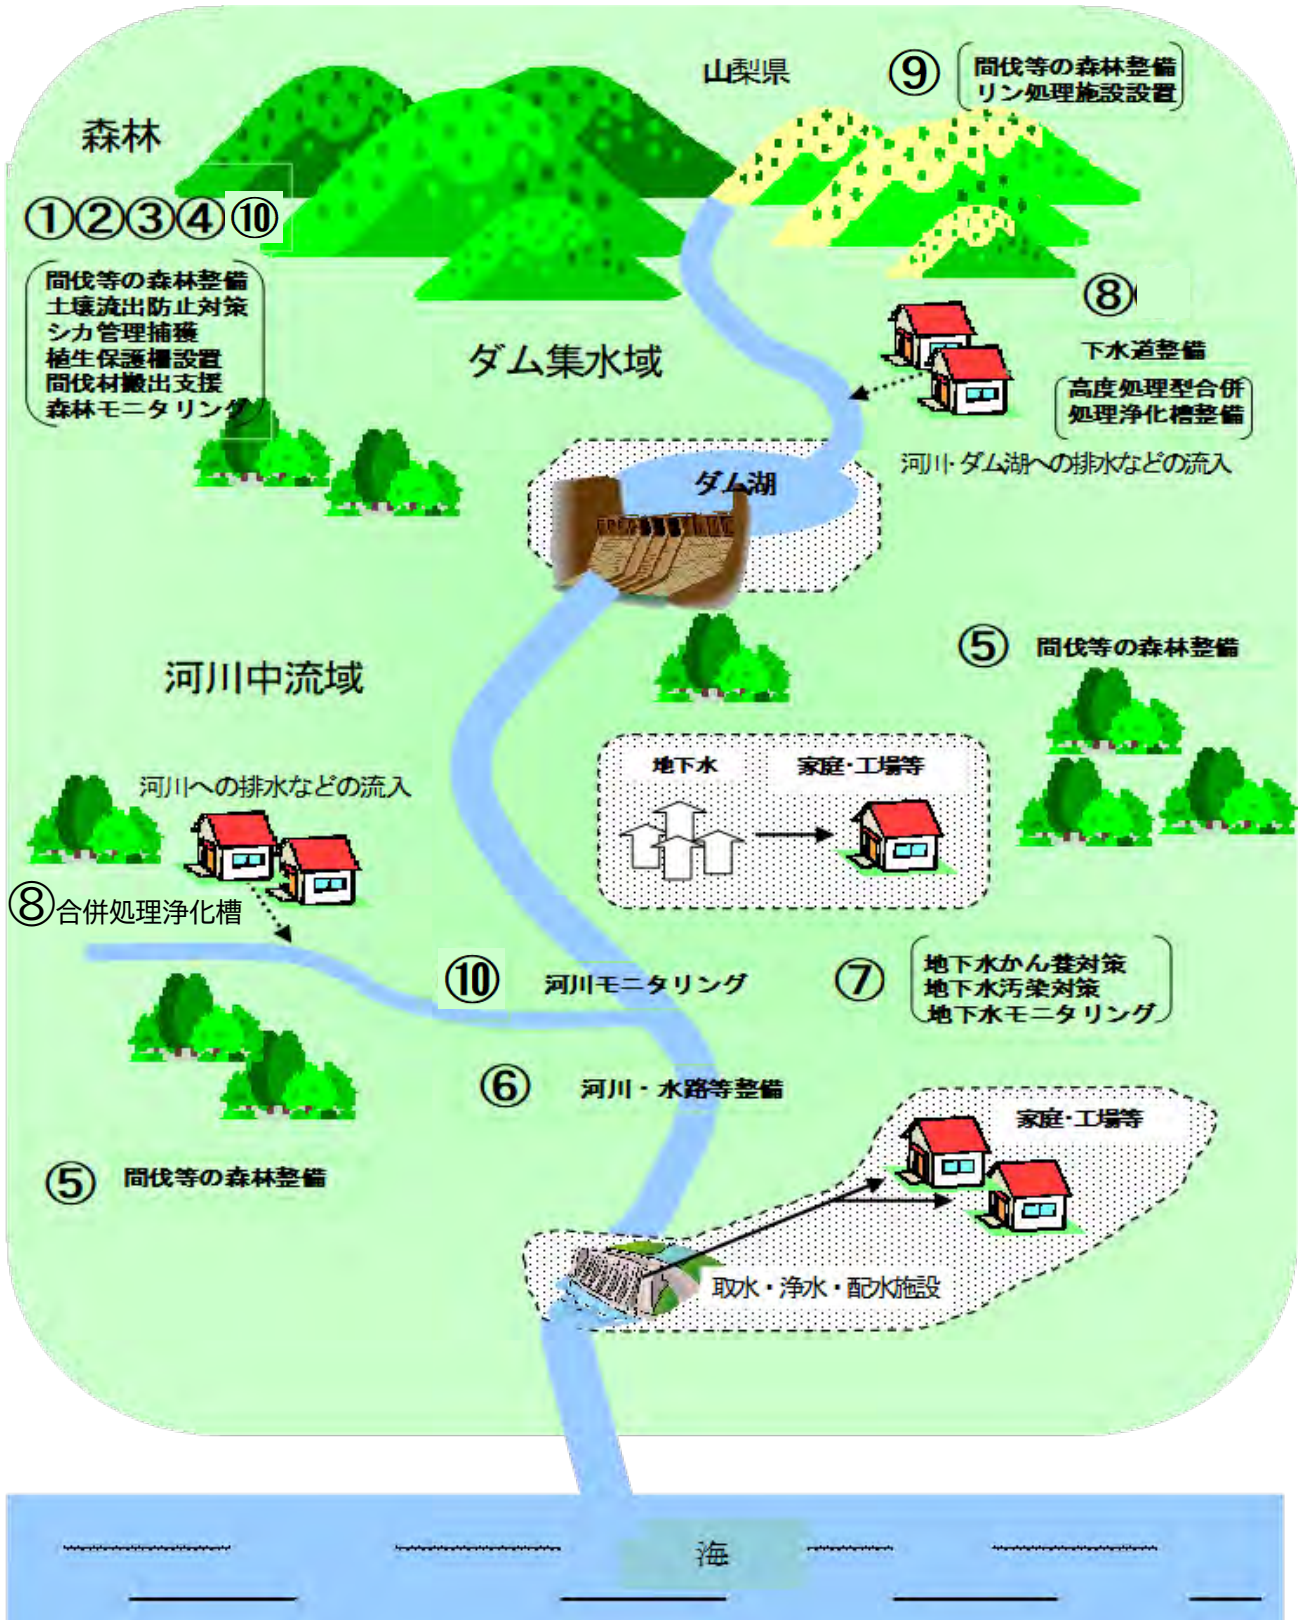 山梨県
⑨
間伐等の森林整備
リン処理施設設置
森林
①②③④⑩
間伐等の森林整備
土壌流出防止対策
シカ管理捕獲
植生保護柵設置
間伐材搬出支援
森林モニタリング
⑧
下水道整備
高度処理型合併
処理浄化槽整備
ダム集水域
河川・ダム湖への排水などの流入
ダム湖
⑤ 間伐等の森林整備
河川中流域
地下水
家庭・工場等
河川への排水などの流入
⑧合併処理浄化槽
⑩ 河川モニタリング
⑦
地下水かん養対策
地下水汚染対策
地下水モニタリング
⑥ 河川・水路等整備
家庭・工場等
⑤ 間伐等の森林整備
取水・浄水・配水施設
海